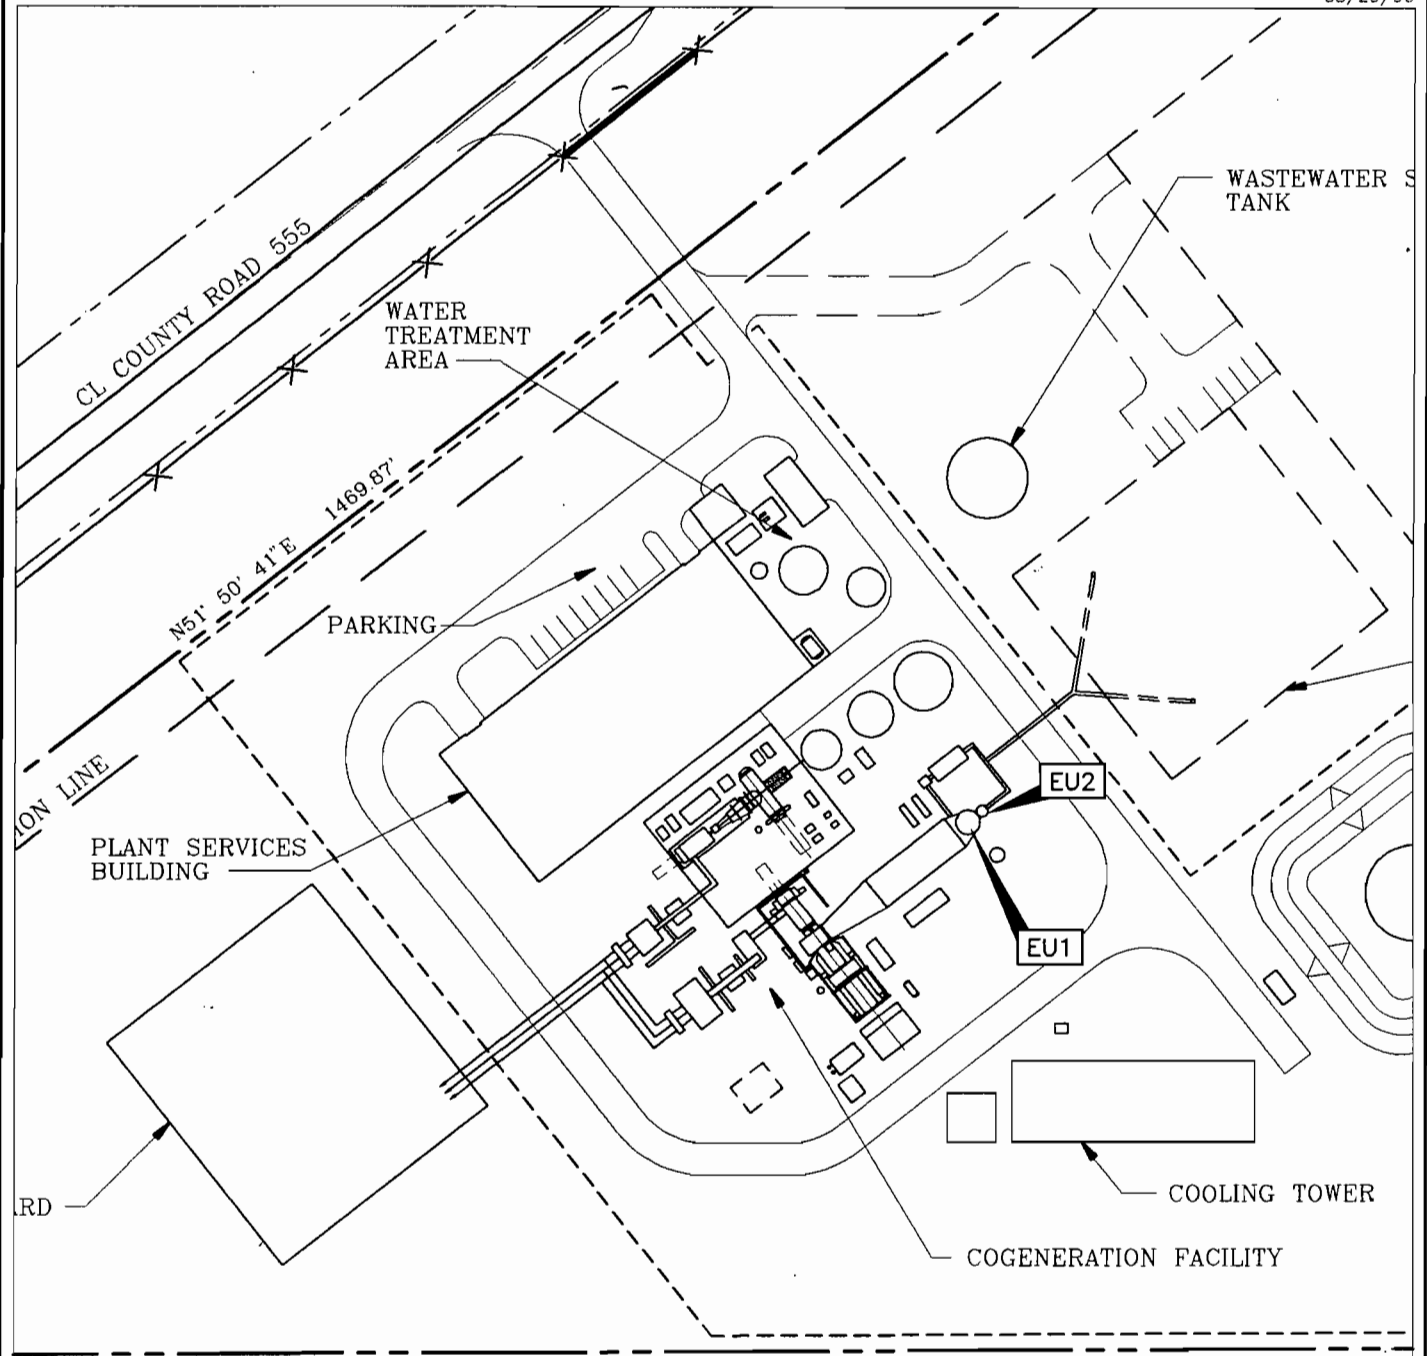 WASTEWATER S
TANK
CL COUNTY ROAD 555
WATER
TREATMENT
AREA
N51° 50' 41"E 1469.87'
PARKING
ION LINE
EU2
PLANT SERVICES
BUILDING
EU1
RD
COOLING TOWER
COGENERATION FACILITY